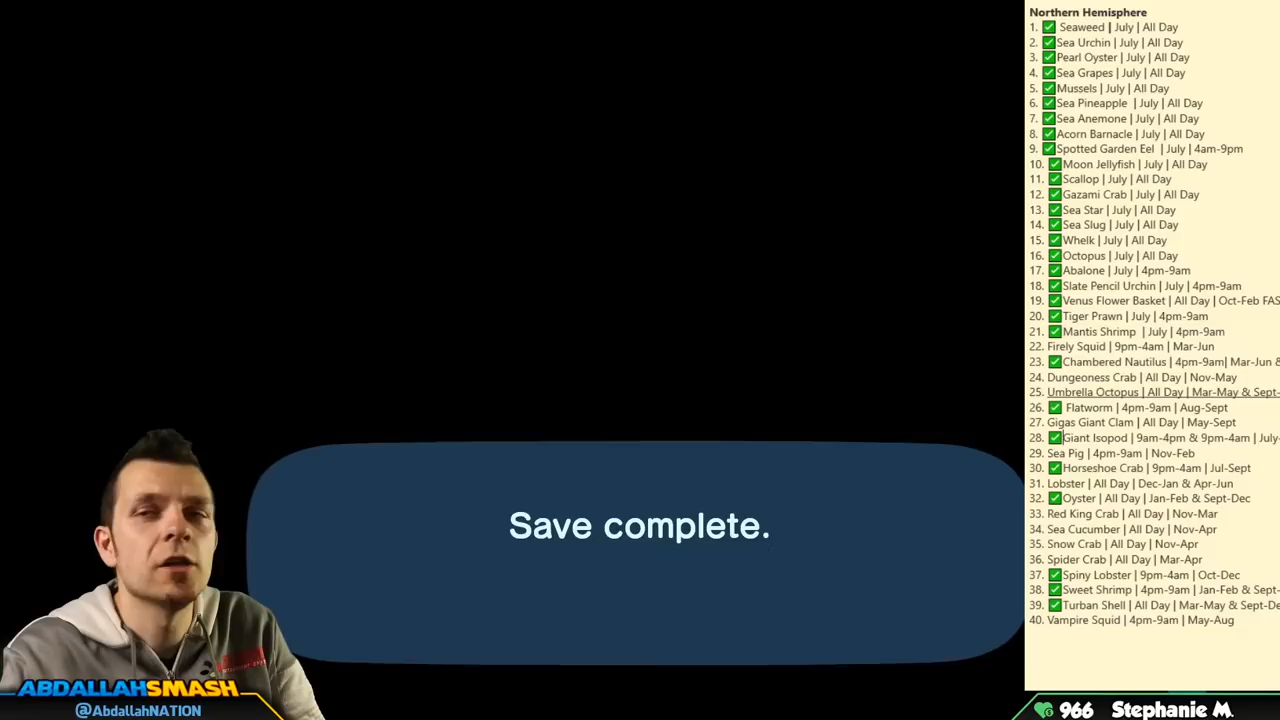 Northern Hemisphere
1. ✅ Seaweed | July | All Day
2. ✅Sea Urchin | July | All Day
3. ✅Pearl Oyster | July | All Day
4. ✅Sea Grapes | July | All Day
5. ✅Mussels | July | All Day
6. ✅Sea Pineapple | July | All Day
7. ✅Sea Anemone | July | All Day
8. ✅Acorn Barnacle | July | All Day
9. ✅Spotted Garden Eel | July | 4am-9pm
10. ✅Moon Jellyfish | July | All Day
11. ✅Scallop | July | All Day
12. ✅Gazami Crab | July | All Day
13. ✅Sea Star | July | All Day
14. ✅Sea Slug | July | All Day
15. ✅Whelk | July | All Day
16. ✅Octopus | July | All Day
17. ✅Abalone | July | 4pm-9am
18. ✅Slate Pencil Urchin | July | 4pm-9am
19. ✅Venus Flower Basket | All Day | Oct-Feb FAS
20. ✅Tiger Prawn | July | 4pm-9am
21. ✅Mantis Shrimp | July | 4pm-9am
22. Firely Squid | 9pm-4am | Mar-Jun
23. ✅Chambered Nautilus | 4pm-9am| Mar-Jun &
24. Dungeoness Crab | All Day | Nov-May
25. Umbrella Octopus | All Day | Mar-May & Sept-
26. ✅ Flatworm | 4pm-9am | Aug-Sept
27. Gigas Giant Clam | All Day | May-Sept
28. ✅Giant Isopod | 9am-4pm & 9pm-4am | July-
29. Sea Pig | 4pm-9am | Nov-Feb
30. ✅Horseshoe Crab | 9pm-4am | Jul-Sept
31. Lobster | All Day | Dec-Jan & Apr-Jun
32. ✅Oyster | All Day | Jan-Feb & Sept-Dec
33. Red King Crab | All Day | Nov-Mar
34. Sea Cucumber | All Day | Nov-Apr
35. Snow Crab | All Day | Nov-Apr
36. Spider Crab | All Day | Mar-Apr
37. ✅Spiny Lobster | 9pm-4am | Oct-Dec
38. ✅Sweet Shrimp | 4pm-9am | Jan-Feb & Sept-
39. ✅Turban Shell | All Day | Mar-May & Sept-De
40. Vampire Squid | 4pm-9am | May-Aug
Save complete.
ABDALLAHSMASH
@AbdallahNATION
966 Stephanie M.